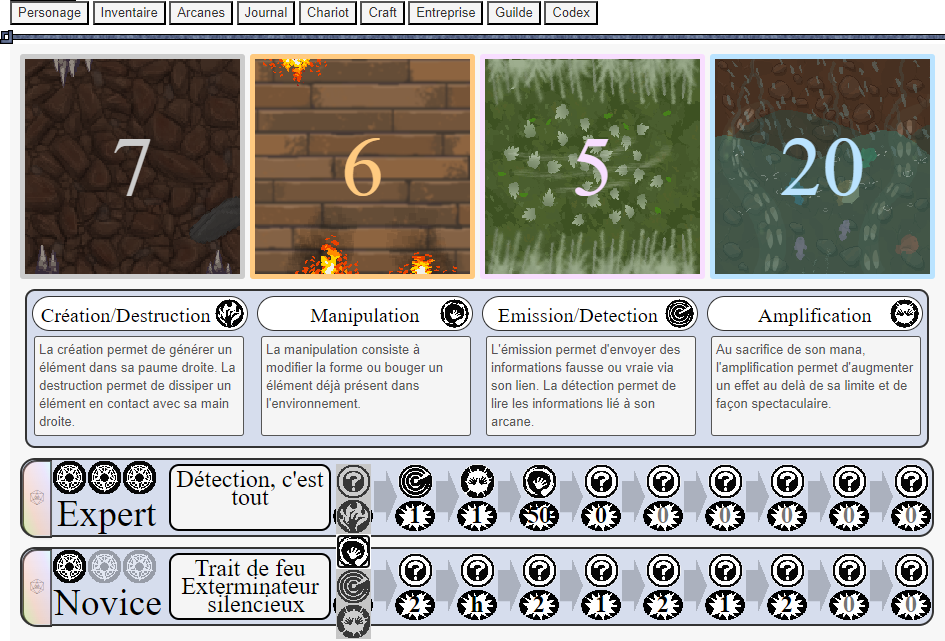 Personage Inventaire Arcanes Journal Chariot Craft Entreprise Guilde Codex
7 6 5 20
Création/Destruction Manipulation Emission/Detection Amplification
La création permet de générer un
élément dans sa paume droite. La
destruction permet de dissiper un
élément en contact avec sa main
droite.
La manipulation consiste à
modifier la forme ou bouger un
élément déjà présent dans
l'environnement.
L'émission permet d'envoyer des
informations fausse ou vraie via
son lien. La détection permet de
lire les informations lié à son
arcane.
Au sacrifice de son mana,
l'amplification permet d'augmenter
un effet au delà de sa limite et de
façon spectaculaire.
Expert
Détection, c'est
tout
? ? ? ? ? ? ?
1 1 50 0 0 0 0 0 0
Novice
Trait de feu
Exterminateur
silencieux
? ? ? ? ? ? ? ? ?
2 h 2 1 2 1 2 0 0